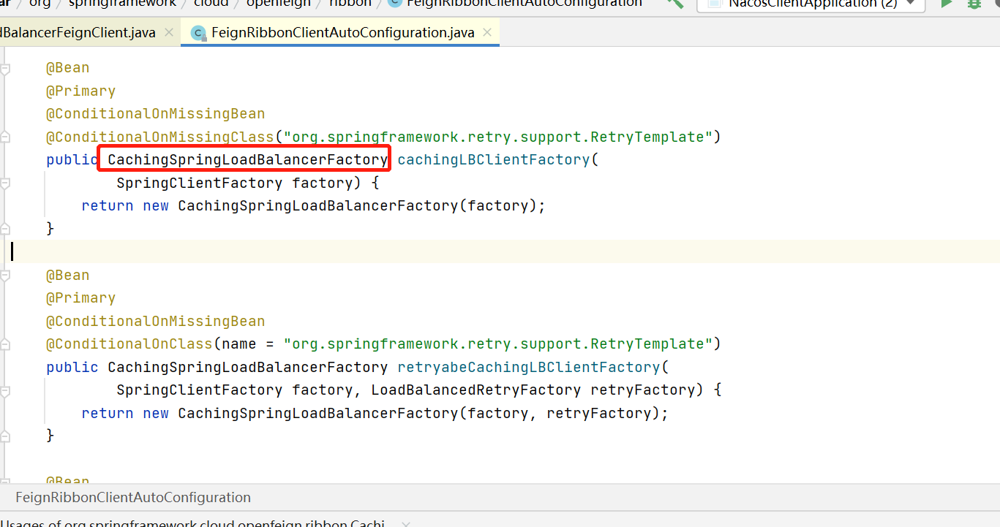 ar / org / springframework / cloud / openfeign / ribbon / FeignRibbonClientAutoConfiguration NacosClientApplication (2)
dBalancerFeignClient.java × C FeignRibbonClientAutoConfiguration.java ×
@Bean
@Primary
@ConditionalOnMissingBean
@ConditionalOnMissingClass("org.springframework.retry.support.RetryTemplate")
public CachingSpringLoadBalancerFactory cachingLBClientFactory(
SpringClientFactory factory) {
return new CachingSpringLoadBalancerFactory(factory);
}
@Bean
@Primary
@ConditionalOnMissingBean
@ConditionalOnClass(name = "org.springframework.retry.support.RetryTemplate")
public CachingSpringLoadBalancerFactory retryabeCachingLBClientFactory(
SpringClientFactory factory, LoadBalancedRetryFactory retryFactory) {
return new CachingSpringLoadBalancerFactory(factory, retryFactory);
}
@Bean
FeignRibbonClientAutoConfiguration
Usages of org.springframework.cloud.openfeign.ribbon.Cachi... ×